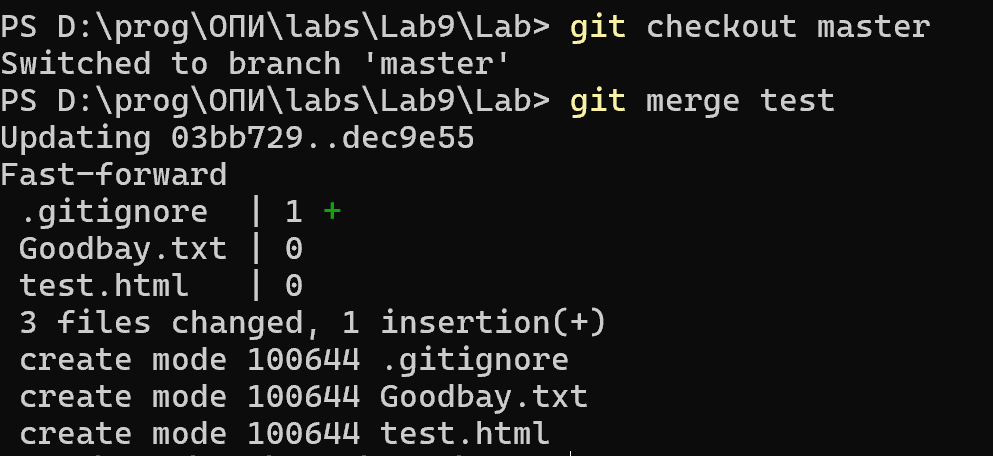 PS D:\prog\ОПИ\labs\Lab9\Lab> git checkout master
Switched to branch 'master'
PS D:\prog\ОПИ\labs\Lab9\Lab> git merge test
Updating 03bb729..dec9e55
Fast-forward
 .gitignore  | 1 +
 Goodbay.txt | 0
 test.html   | 0
 3 files changed, 1 insertion(+)
 create mode 100644 .gitignore
 create mode 100644 Goodbay.txt
 create mode 100644 test.html